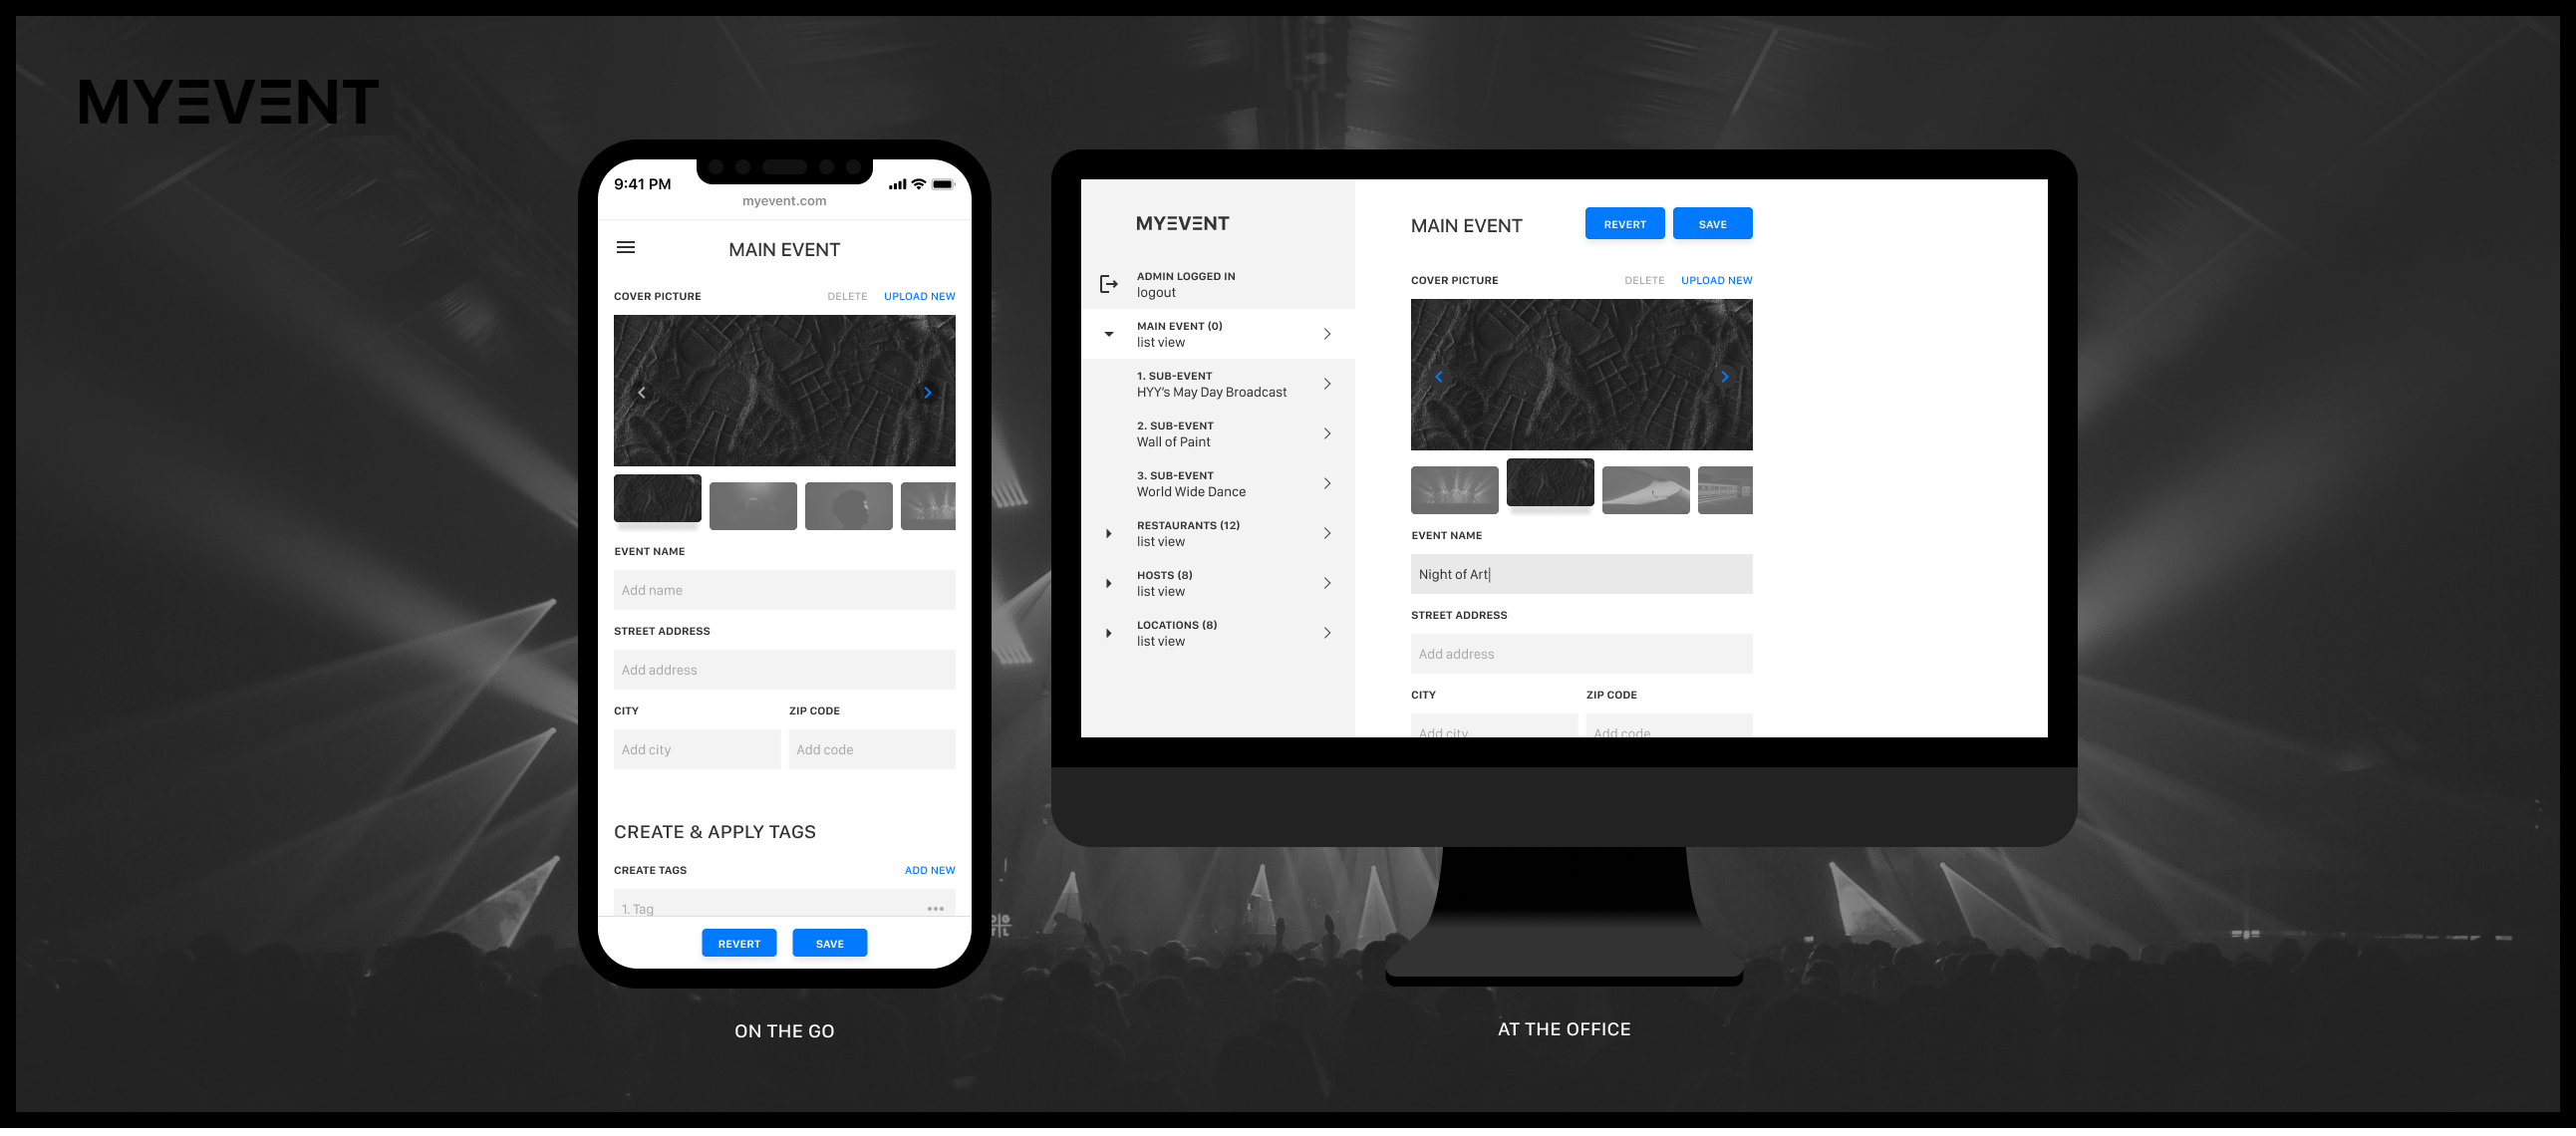 MYEVENT
9:41 PM
myevent.com
MAIN EVENT
COVER PICTURE
DELETE
UPLOAD NEW
EVENT NAME
Add name
STREET ADDRESS
Add address
CITY
ZIP CODE
Add city
Add code
CREATE & APPLY TAGS
CREATE TAGS
ADD NEW
1. Tag
REVERT
SAVE
ON THE GO
MYEVENT
ADMIN LOGGED IN
logout
MAIN EVENT (0)
list view
1. SUB-EVENT
HYY's May Day Broadcast
2. SUB-EVENT
Wall of Paint
3. SUB-EVENT
World Wide Dance
RESTAURANTS (12)
list view
HOSTS (8)
list view
LOCATIONS (8)
list view
MAIN EVENT
REVERT
SAVE
COVER PICTURE
DELETE
UPLOAD NEW
EVENT NAME
Night of Art
STREET ADDRESS
Add address
CITY
ZIP CODE
Add city
Add code
AT THE OFFICE